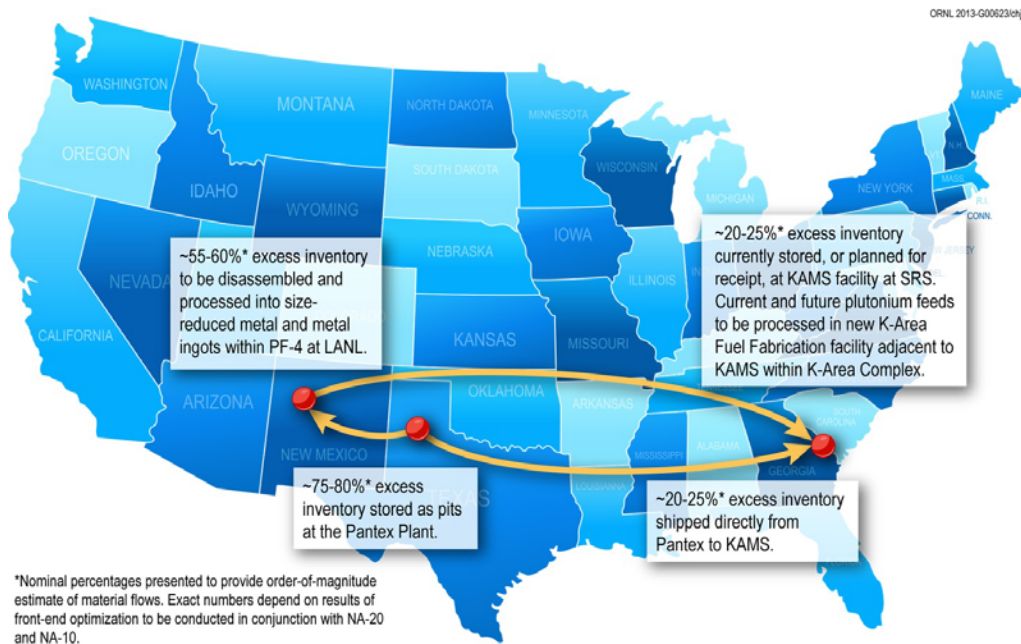 ORNL 2013-G00623/chj
WASHINGTON
MONTANA
NORTH DAKOTA
MINNESOTA
MAINE
OREGON
IDAHO
SOUTH DAKOTA
WISCONSIN
MICHIGAN
N.H.
VT.
NEW YORK
MASS.
R.I.
CONN.
WYOMING
IOWA
NEBRASKA
ILLINOIS
NEVADA
CALIFORNIA
KANSAS
MISSOURI
~55-60%* excess inventory
to be disassembled and
processed into size-
reduced metal and metal
ingots within PF-4 at LANL.
~20-25%* excess inventory
currently stored, or planned for
receipt, at KAMS facility at SRS.
Current and future plutonium feeds
to be processed in new K-Area
Fuel Fabrication facility adjacent to
KAMS within K-Area Complex.
ARIZONA
NEW MEXICO
OKLAHOMA
ARKANSAS
SOUTH
CAROLINA
MISSISSIPPI
ALABAMA
GEORGIA
TEXAS
LOUISIANNA
~75-80%* excess
inventory stored as pits
at the Pantex Plant.
~20-25%* excess inventory
shipped directly from
Pantex to KAMS.
*Nominal percentages presented to provide order-of-magnitude
estimate of material flows. Exact numbers depend on results of
front-end optimization to be conducted in conjunction with NA-20
and NA-10.